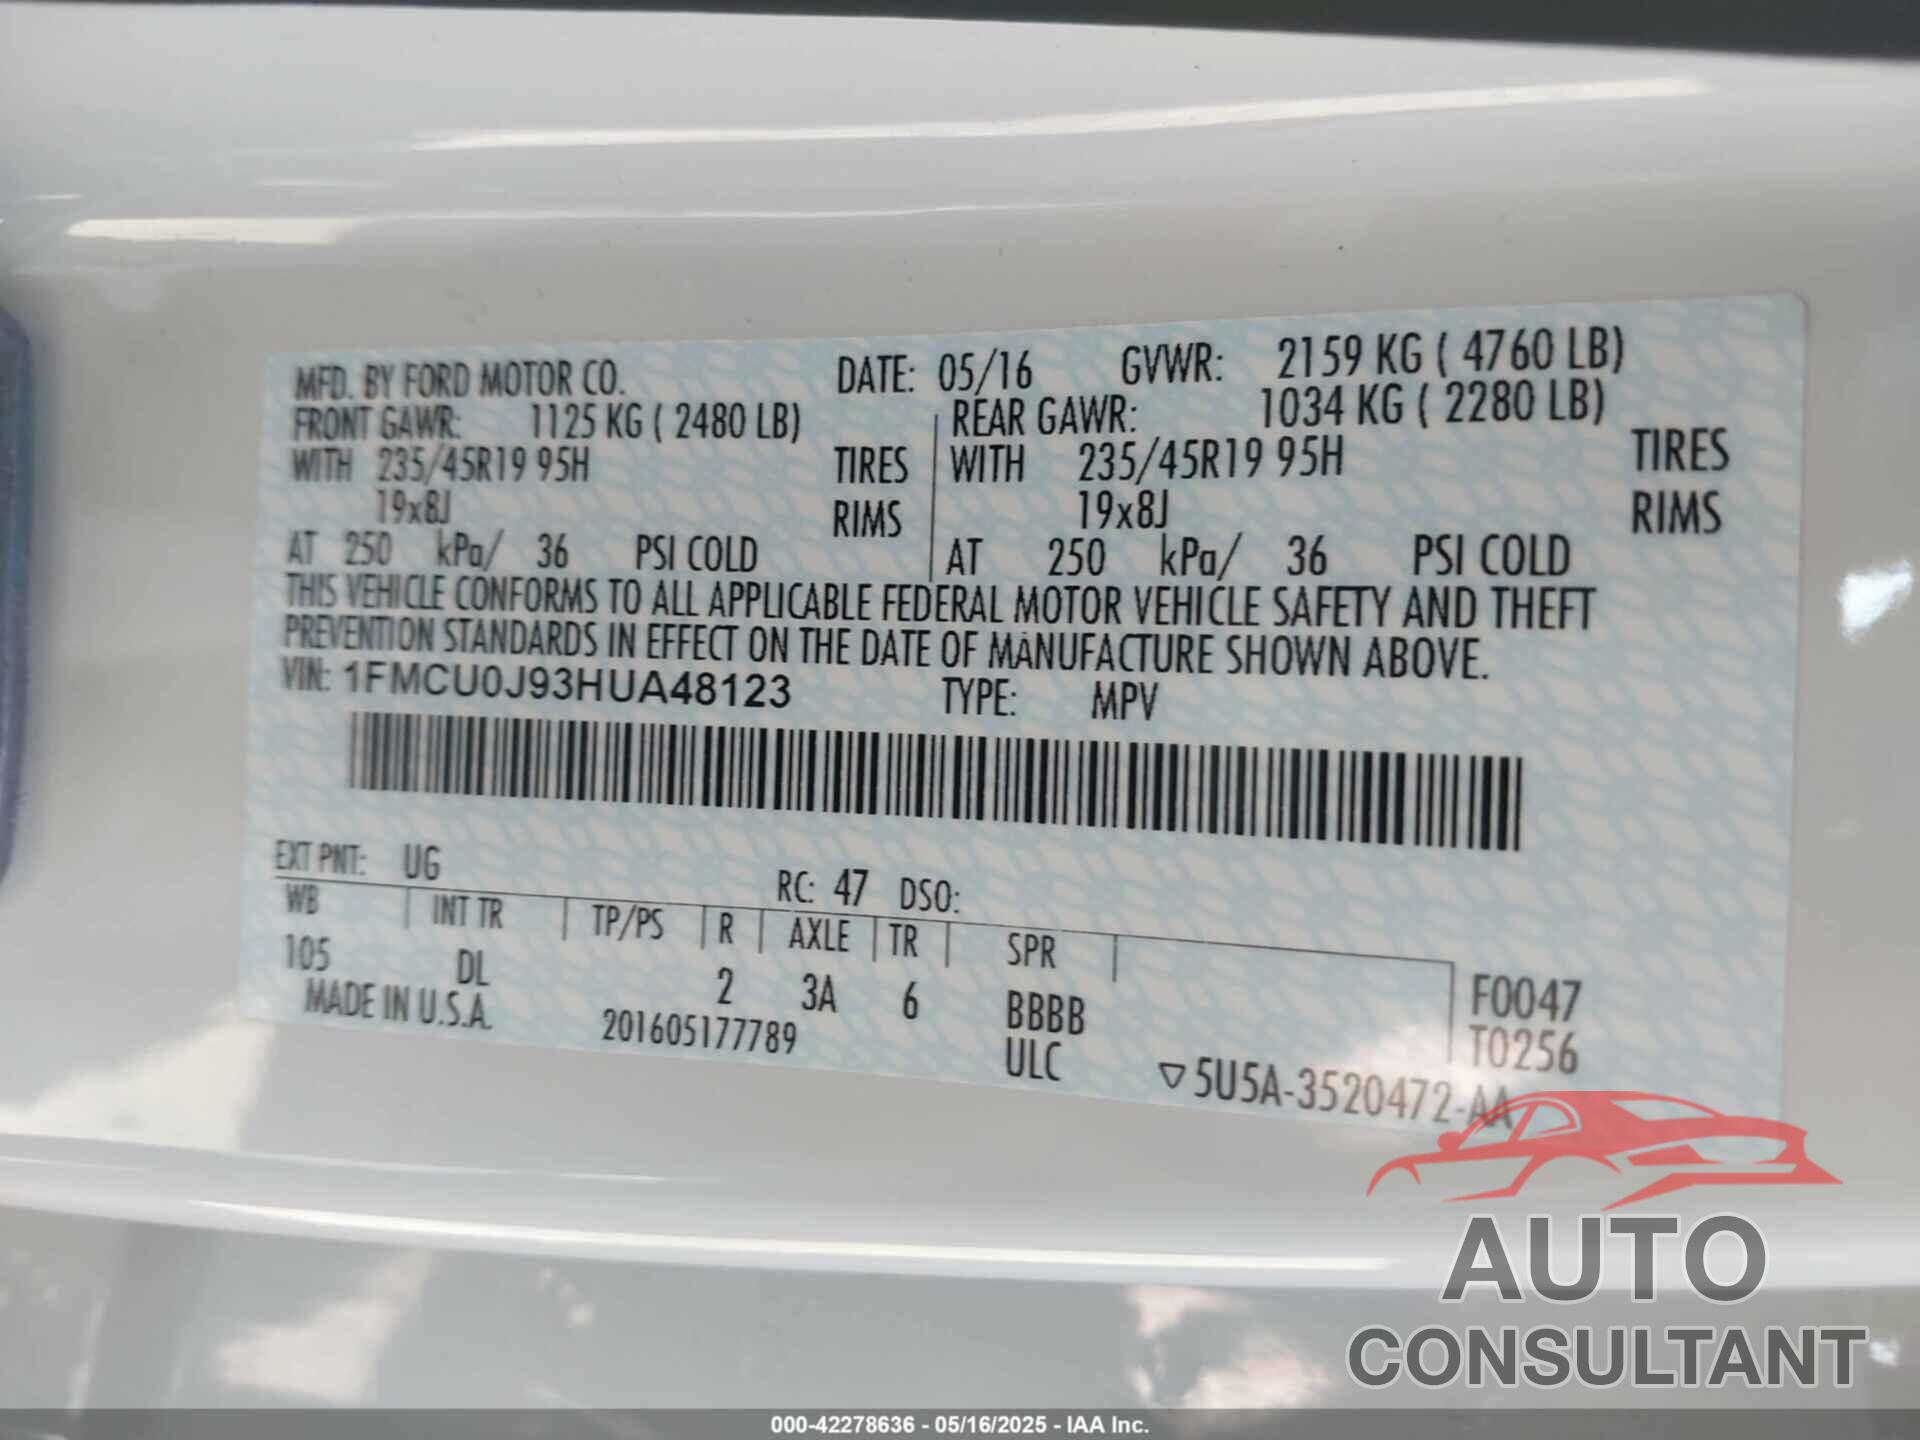 MFD. BY FORD MOTOR CO. DATE: 05/16 GVWR: 2159 KG ( 4760 LB)
FRONT GAWR: 1125 KG ( 2480 LB) REAR GAWR: 1034 KG ( 2280 LB)
WITH 235/45R19 95H TIRES WITH 235/45R19 95H TIRES
19x8J RIMS 19x8J RIMS
AT 250 kPa/ 36 PSI COLD AT 250 kPa/ 36 PSI COLD
THIS VEHICLE CONFORMS TO ALL APPLICABLE FEDERAL MOTOR VEHICLE SAFETY AND THEFT
PREVENTION STANDARDS IN EFFECT ON THE DATE OF MANUFACTURE SHOWN ABOVE.
VIN: 1FMCU0J93HUA48123 TYPE: MPV
EXT PNT: UG RC: 47 DSO:
WB INT TR TP/PS R AXLE TR SPR
105 DL 2 3A 6 BBBB F0047
MADE IN U.S.A. 201605177789 ULC T0256
5U5A-3520472-AA
AUTO
CONSULTANT
000-42278636 - 05/16/2025 - IAA Inc.